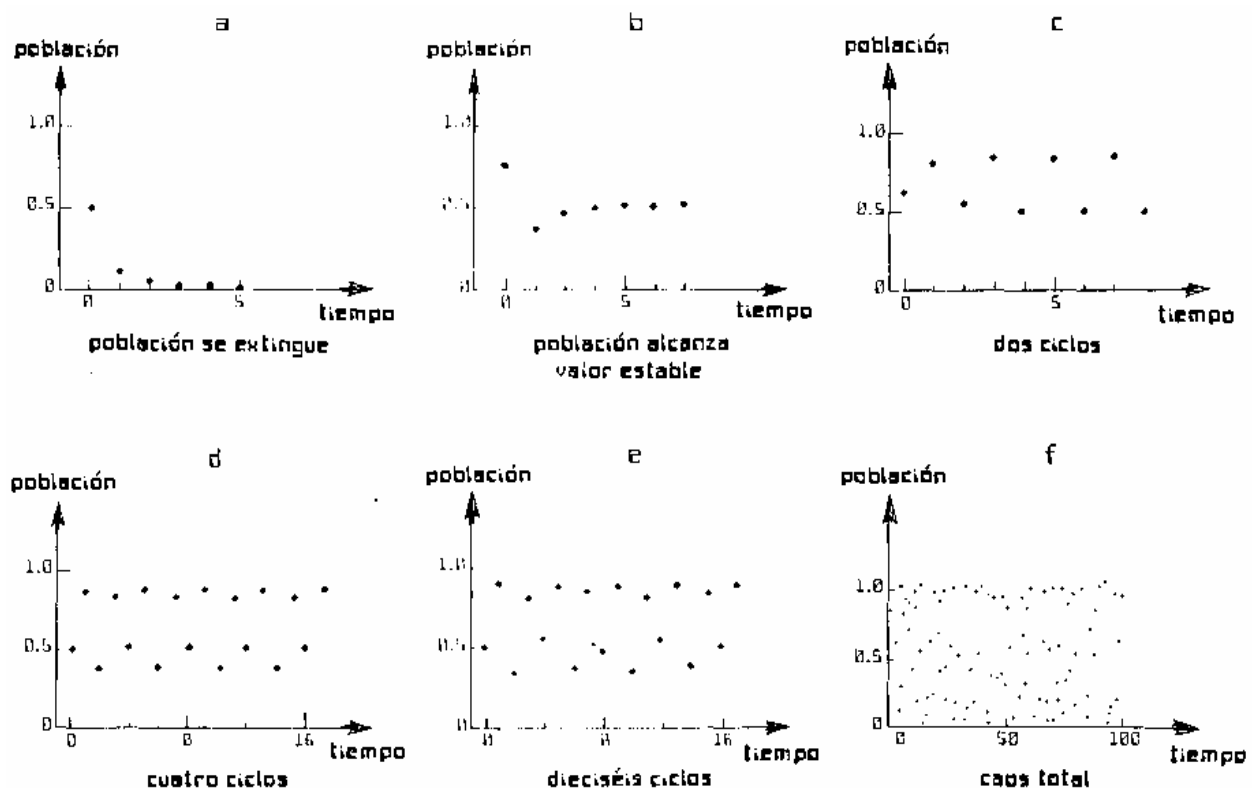 a
población
1.0
0.5
0
0
5
tiempo
población se extingue
b
población
1.0
0.5
0
5
tiempo
población alcanza
valor estable
c
población
1.0
0.5
0
0
5
tiempo
dos ciclos
d
población
1.0
0.5
0
0
16
tiempo
cuatro ciclos
e
población
1.0
0.5
16
tiempo
dieciséis ciclos
f
población
1.0
0.5
0
0
50
100
tiempo
caos total